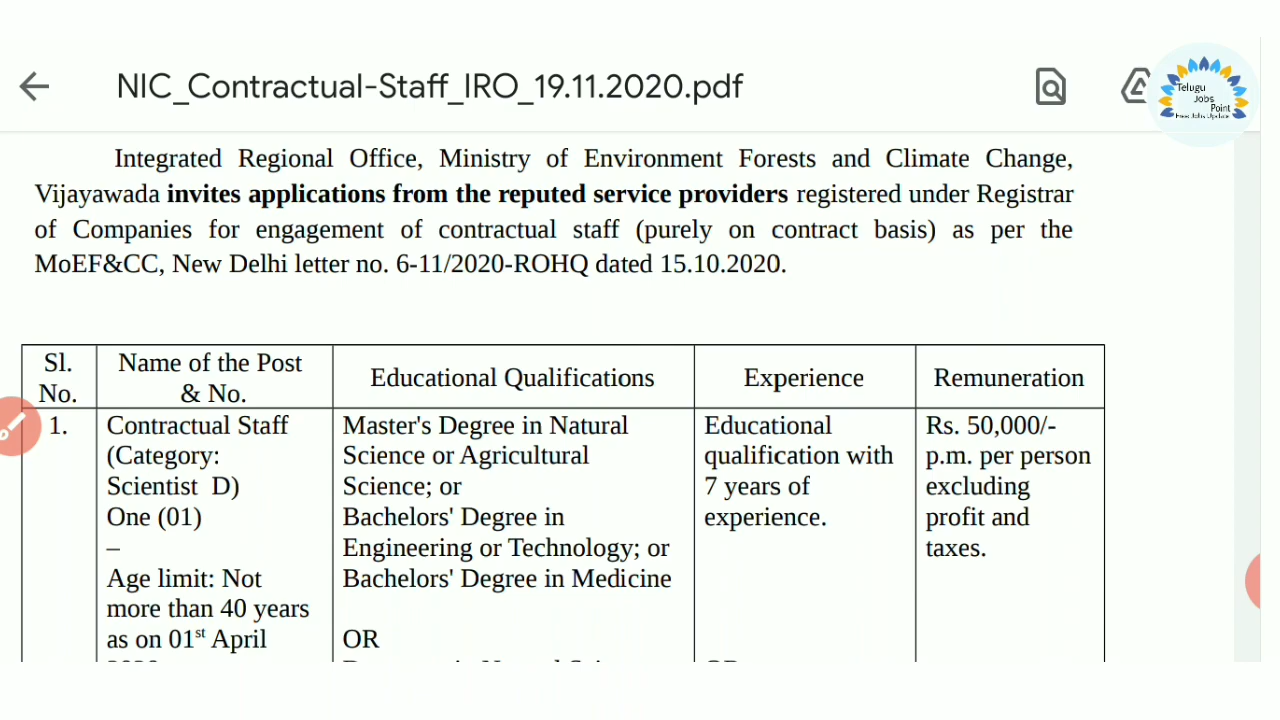 NIC_Contractual-Staff_IRO_19.11.2020.pdf
Telugu
Jobs
Point
Free Jobs Update
Integrated Regional Office, Ministry of Environment Forests and Climate Change,
Vijayawada invites applications from the reputed service providers registered under Registrar
of Companies for engagement of contractual staff (purely on contract basis) as per the
MoEF&CC, New Delhi letter no. 6-11/2020-ROHQ dated 15.10.2020.
Sl.
No.
Name of the Post
& No.
Educational Qualifications
Experience
Remuneration
1.
Contractual Staff
(Category:
Scientist D)
One (01)
–
Age limit: Not
more than 40 years
as on 01st April
Master's Degree in Natural
Science or Agricultural
Science; or
Bachelors' Degree in
Engineering or Technology; or
Bachelors' Degree in Medicine
OR
Educational
qualification with
7 years of
experience.
Rs. 50,000/-
p.m. per person
excluding
profit and
taxes.